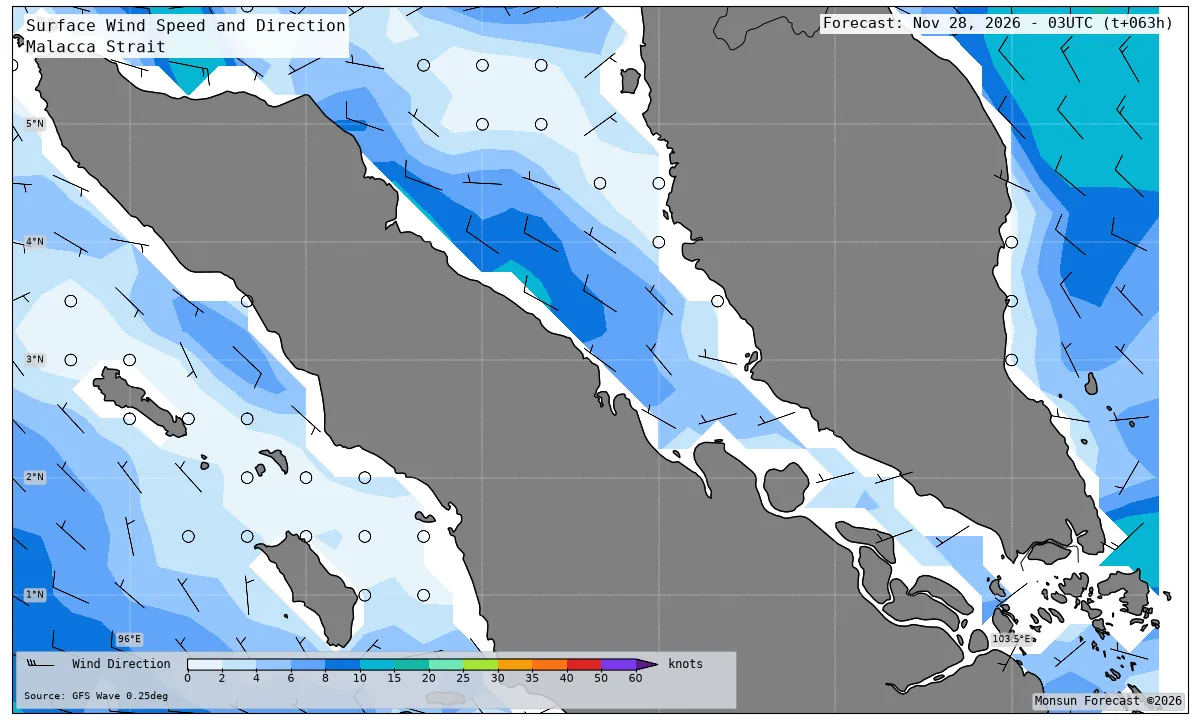 Surface Wind Speed and Direction
Malacca Strait
Forecast: Nov 28, 2026 - 03UTC (t+063h)
5°N
4°N
3°N
2°N
1°N
96°E
103.5°E
Wind Direction
knots
0 2 4 6 8 10 15 20 25 30 35 40 50 60
Source: GFS Wave 0.25deg
Monsun Forecast ©2026